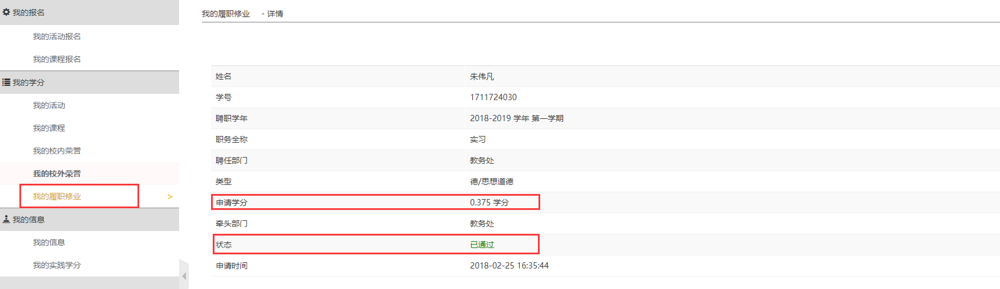 我的报名
我的活动报名
我的课程报名
我的学分
我的活动
我的课程
我的校内荣誉
我的校外荣誉
我的履职修业 >
我的信息
我的信息
我的实践学分
我的履职修业 - 详情
姓名 朱伟凡
学号 1711724030
聘职学年 2018-2019 学年 第一学期
职务全称 实习
聘任部门 教务处
类型 德/思想道德
申请学分 0.375 学分
牵头部门 教务处
状态 已通过
申请时间 2018-02-25 16:35:44